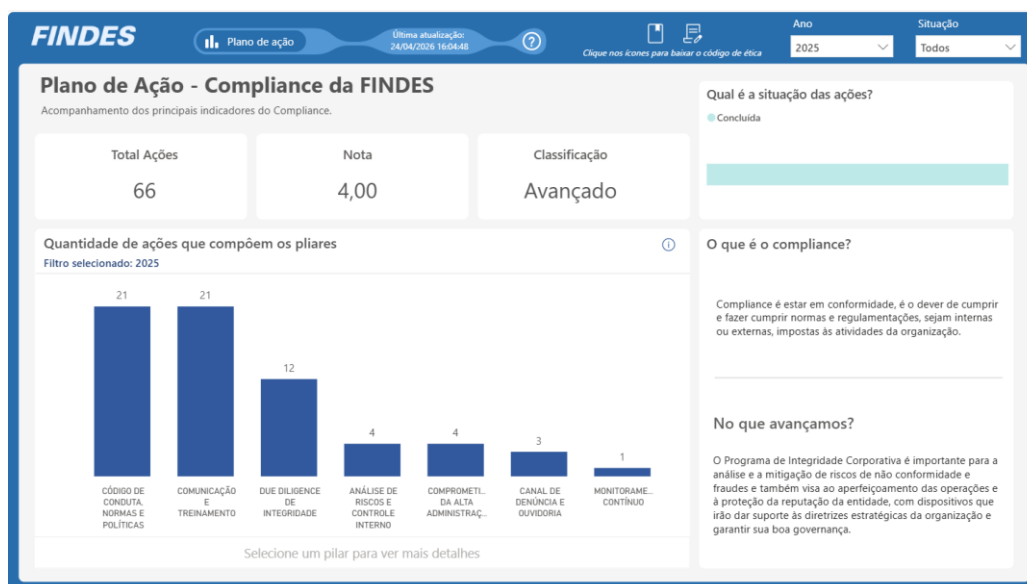 FINDES
Plano de ação
Última atualização:
24/04/2026 16:04:48
?
Clique nos ícones para baixar o código de ética
Ano
2025
Situação
Todos
Plano de Ação - Compliance da FINDES
Acompanhamento dos principais indicadores do Compliance.
Total Ações
66
Nota
4,00
Classificação
Avançado
Qual é a situação das ações?
Concluída
Quantidade de ações que compôem os pliares
Filtro selecionado: 2025
21
21
12
4
4
3
1
CÓDIGO DE
CONDUTA,
NORMAS E
POLÍTICAS
COMUNICAÇÃO
E
TREINAMENTO
DUE DILIGENCE
DE
INTEGRIDADE
ANÁLISE DE
RISCOS E
CONTROLE
INTERNO
COMPROMETI...
DA ALTA
ADMINISTRAÇ...
CANAL DE
DENÚNCIA E
OUVIDORIA
MONITORAME...
CONTÍNUO
Selecione um pilar para ver mais detalhes
O que é o compliance?
Compliance é estar em conformidade, é o dever de cumprir
e fazer cumprir normas e regulamentações, sejam internas
ou externas, impostas às atividades da organização.
No que avançamos?
O Programa de Integridade Corporativa é importante para a
análise e a mitigação de riscos de não conformidade e
fraudes e também visa ao aperfeiçoamento das operações e
à proteção da reputação da entidade, com dispositivos que
irão dar suporte às diretrizes estratégicas da organização e
garantir sua boa governança.